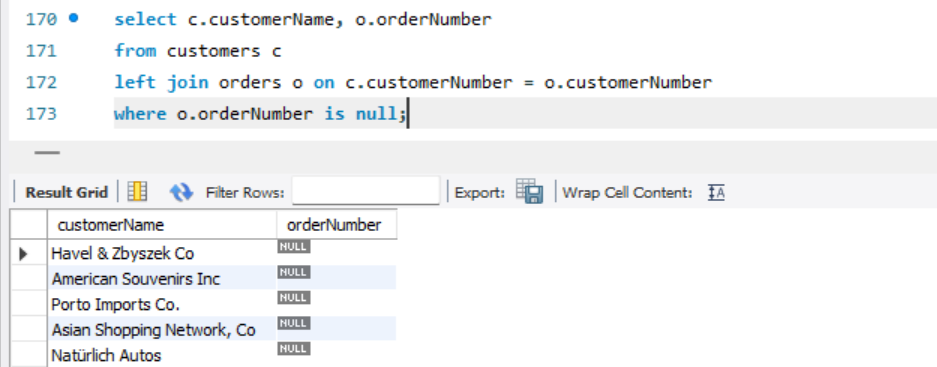 170 select c.customerName, o.orderNumber
171 from customers c
172 left join orders o on c.customerNumber = o.customerNumber
173 where o.orderNumber is null;
Result Grid Filter Rows: Export: Wrap Cell Content: IA
customerName orderNumber
Havel & Zbyszek Co NULL
American Souvenirs Inc NULL
Porto Imports Co. NULL
Asian Shopping Network, Co NULL
Natürlich Autos NULL